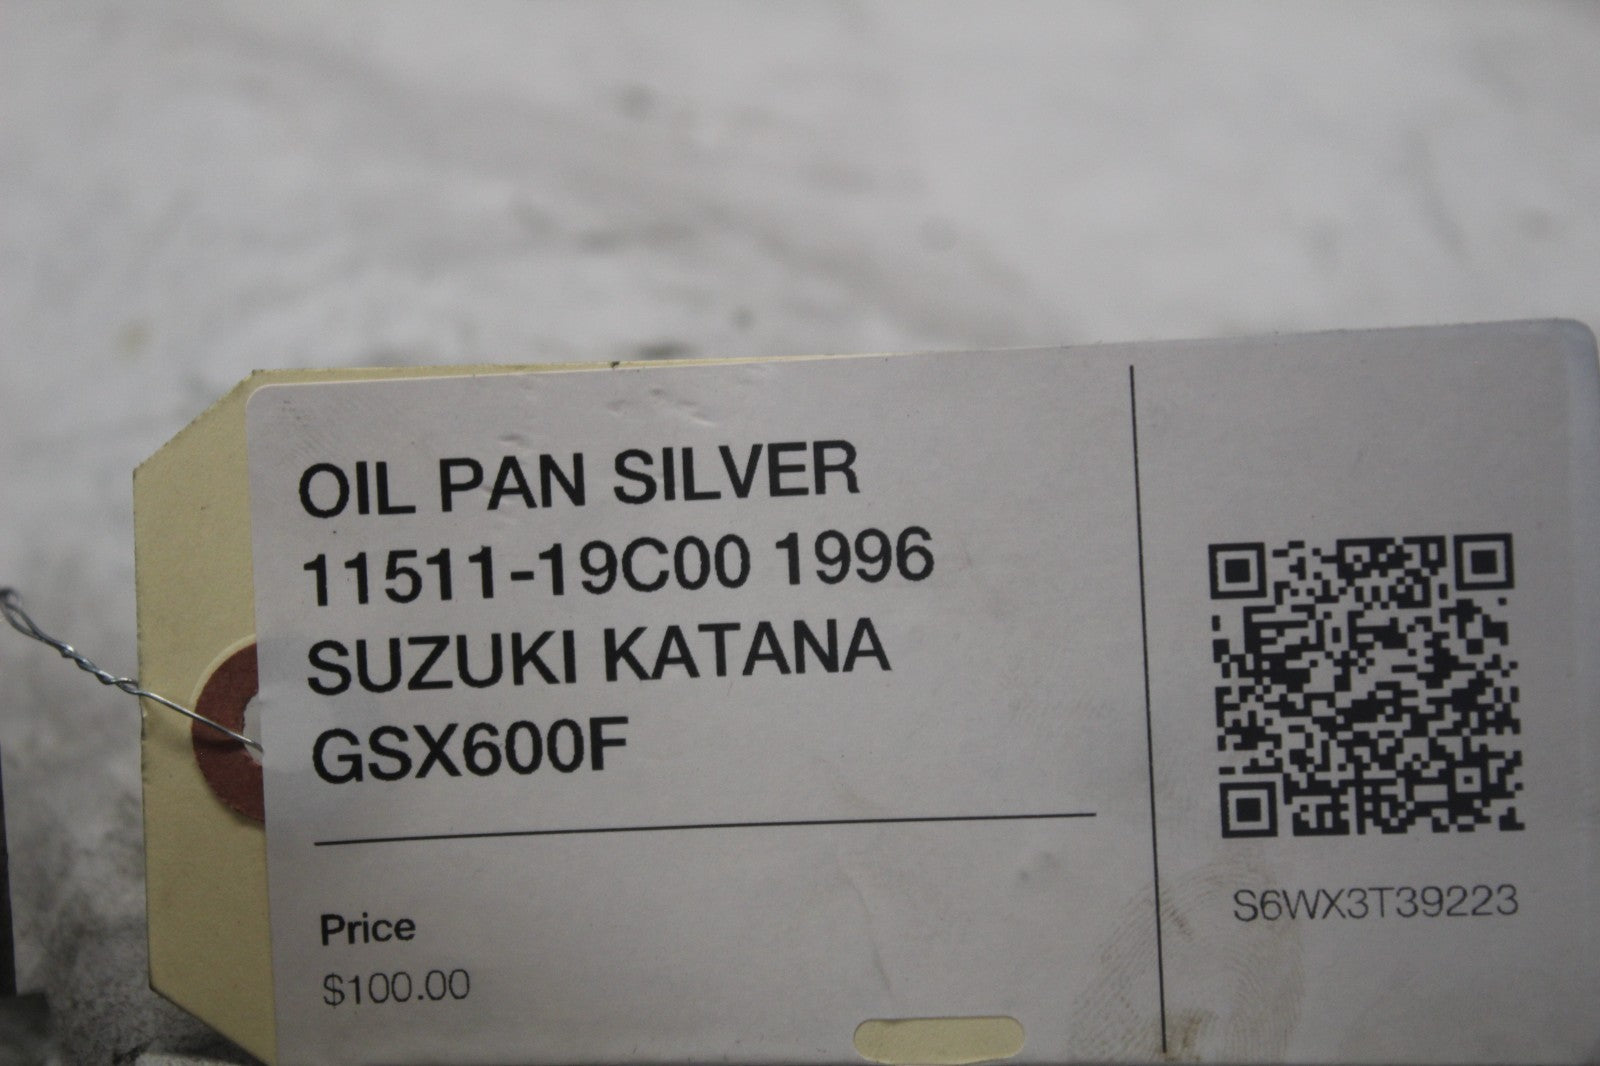 OIL PAN SILVER
11511-19C00 1996
SUZUKI KATANA
GSX600F
Price
$100.00
S6WX3T39223